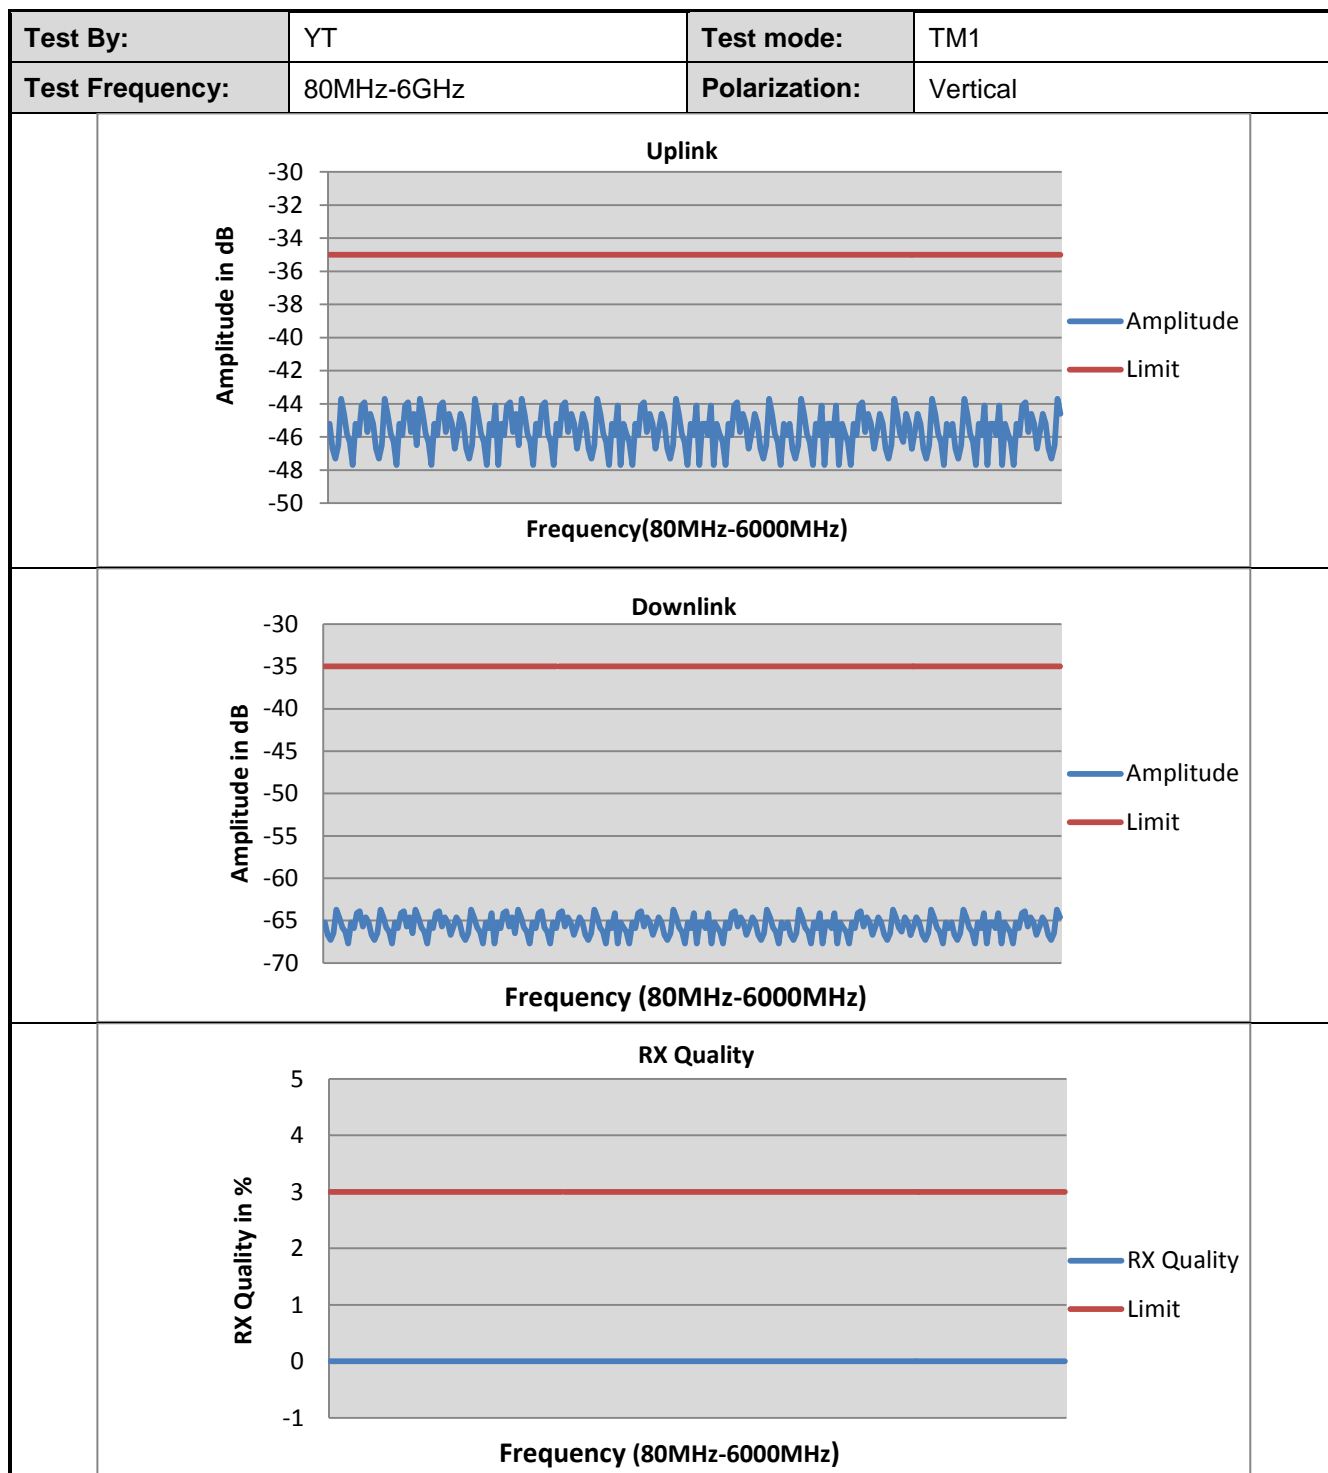 Test By: YT Test mode: TM1
Test Frequency: 80MHz-6GHz Polarization: Vertical
Uplink
-30
-32
-34
-36
-38
-40
-42
-44
-46
-48
-50
Amplitude in dB
Frequency(80MHz-6000MHz)
Amplitude
Limit
Downlink
-30
-35
-40
-45
-50
-55
-60
-65
-70
Amplitude in dB
Frequency (80MHz-6000MHz)
Amplitude
Limit
RX Quality
5
4
3
2
1
0
-1
RX Quality in %
Frequency (80MHz-6000MHz)
RX Quality
Limit